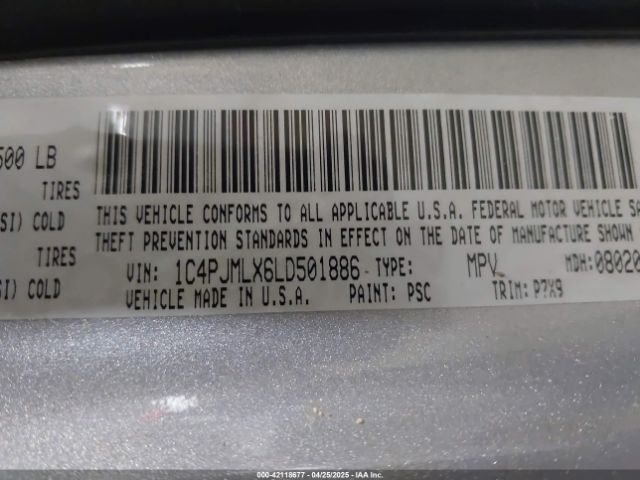 500 LB
TIRES
SI) COLD
TIRES
SI) COLD
THIS VEHICLE CONFORMS TO ALL APPLICABLE U.S.A. FEDERAL MOTOR VEHICLE SA
THEFT PREVENTION STANDARDS IN EFFECT ON THE DATE OF MANUFACTURE SHOWN
VIN: 1C4PJMLX6LD501886 TYPE: MPV MDH:08020
VEHICLE MADE IN U.S.A. PAINT: PSC TRIM: P7X9
000-42118677 - 04/25/2025 - IAAI.com